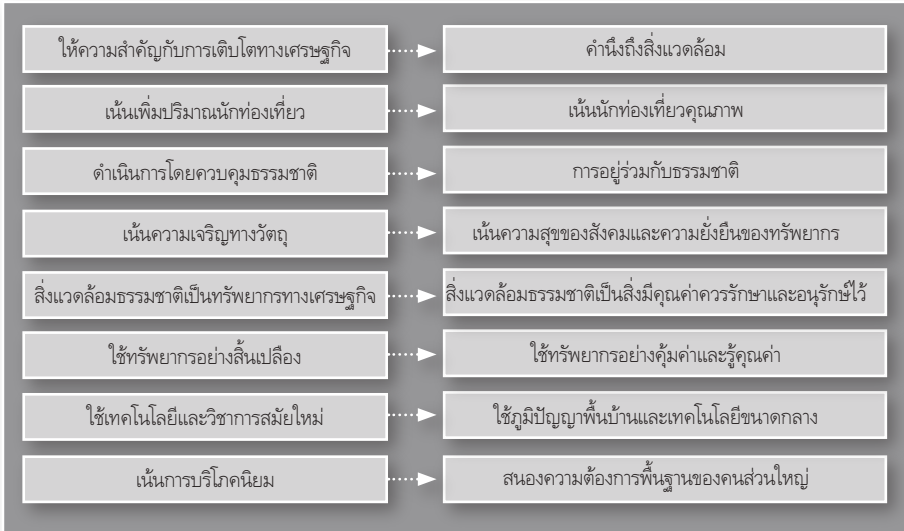 ให้ความสำคัญกับการเติบโตทางเศรษฐกิจ
คำนึงถึงสิ่งแวดล้อม
เน้นเพิ่มปริมาณนักท่องเที่ยว
เน้นนักท่องเที่ยวคุณภาพ
ดำเนินการโดยควบคุมธรรมชาติ
การอยู่ร่วมกับธรรมชาติ
เน้นความเจริญทางวัตถุ
เน้นความสุขของสังคมและความยั่งยืนของทรัพยากร
สิ่งแวดล้อมธรรมชาติเป็นทรัพยากรทางเศรษฐกิจ
สิ่งแวดล้อมธรรมชาติเป็นสิ่งมีคุณค่าควรรักษาและอนุรักษ์ไว้
ใช้ทรัพยากรอย่างสิ้นเปลือง
ใช้ทรัพยากรอย่างคุ้มค่าและรู้คุณค่า
ใช้เทคโนโลยีและวิชาการสมัยใหม่
ใช้ภูมิปัญญาพื้นบ้านและเทคโนโลยีขนาดกลาง
เน้นการบริโภคนิยม
สนองความต้องการพื้นฐานของคนส่วนใหญ่